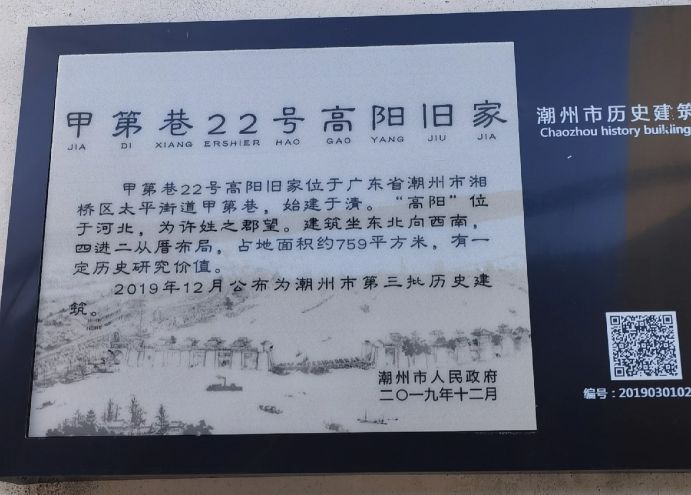 甲第巷22号高阳旧家
JIA DI XIANG ERSHIER HAO GAO YANG JIU JIA
甲第巷22号高阳旧家位于广东省潮州市湘
桥区太平街道甲第巷，始建于清。“高阳”位
于河北，为许姓之郡望。建筑坐东北向西南，
四进二从厝布局，占地面积约759平方米，有一
定历史研究价值。
2019年12月公布为潮州市第三批历史建
筑。
潮州市人民政府
二〇一九年十二月
潮州市历史建筑
Chaozhou history building
编号：2019030102